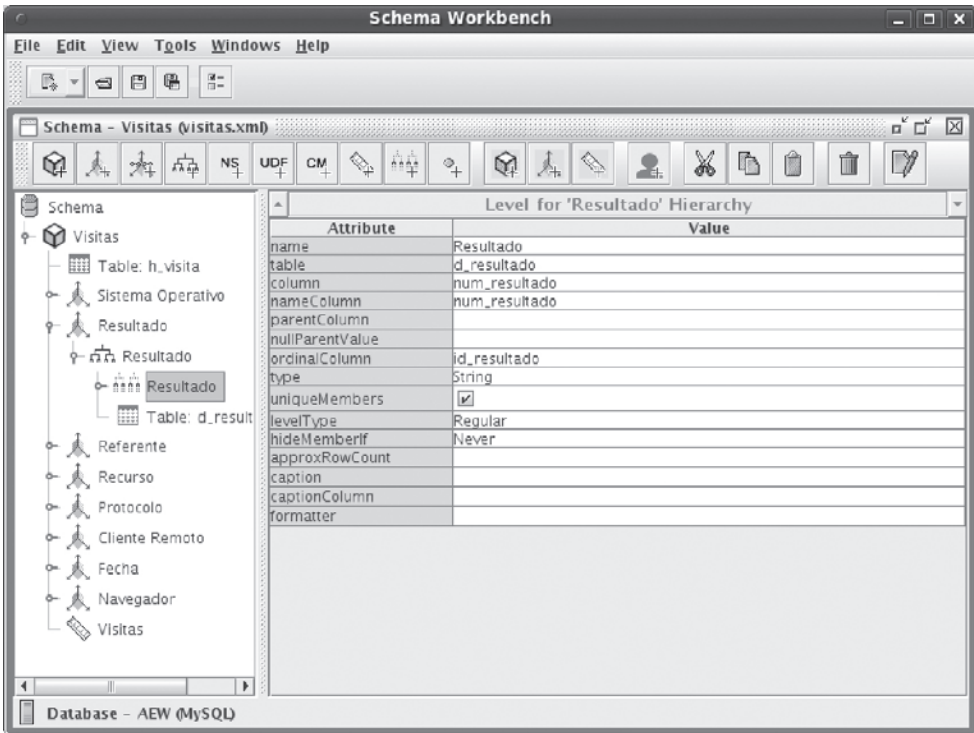 Schema Workbench
File Edit View Tools Windows Help
Schema - Visitas (visitas.xml)
NS UDF CM
Schema
Visitas
Table: h_visita
Sistema Operativo
Resultado
Resultado
Resultado
Table: d_result
Referente
Recurso
Protocolo
Cliente Remoto
Fecha
Navegador
Visitas
Level for 'Resultado' Hierarchy
Attribute Value
name Resultado
table d_resultado
column num_resultado
nameColumn num_resultado
parentColumn
nullParentValue
ordinalColumn id_resultado
type String
uniqueMembers
levelType Regular
hideMemberIf Never
approxRowCount
caption
captionColumn
formatter
Database - AEW (MySQL)